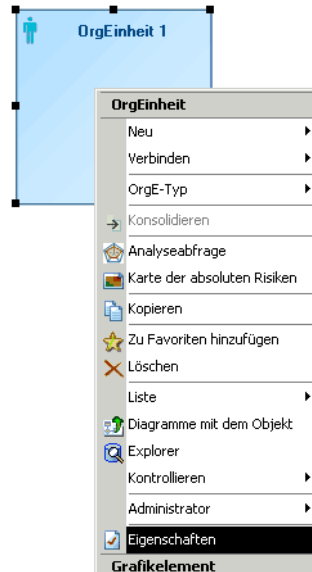 OrgEinheit 1
OrgEinheit
Neu
Verbinden
OrgE-Typ
Konsolidieren
Analyseabfrage
Karte der absoluten Risiken
Kopieren
Zu Favoriten hinzufügen
Löschen
Liste
Diagramme mit dem Objekt
Explorer
Kontrollieren
Administrator
Eigenschaften
Grafikelement